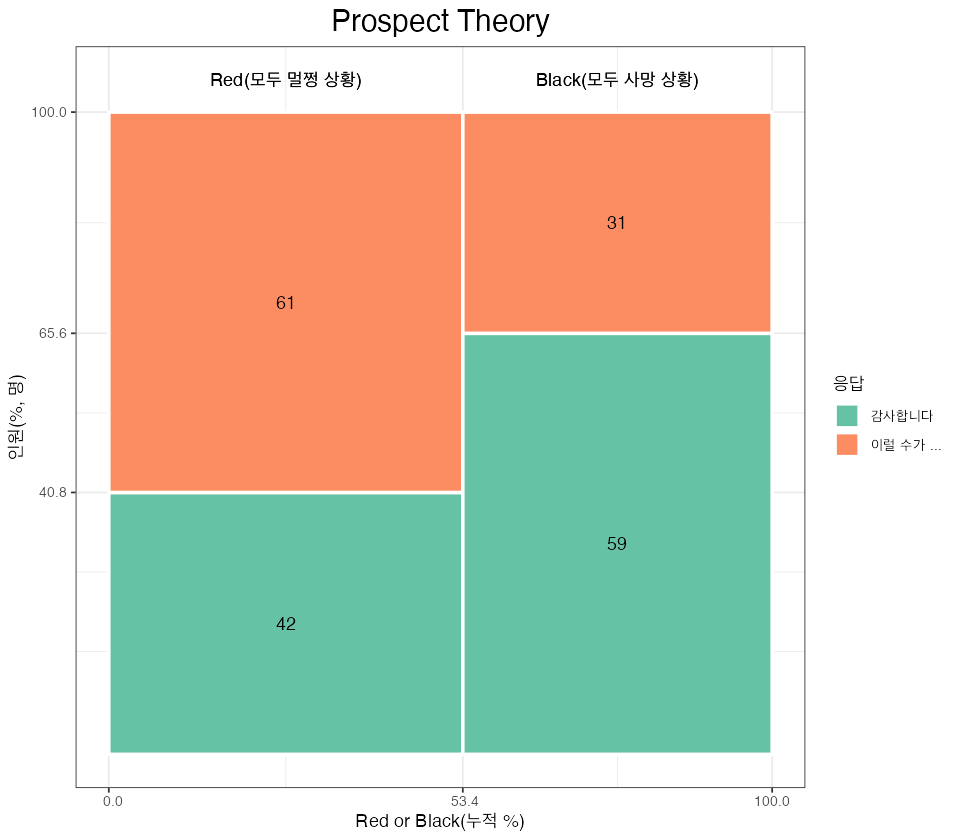 Prospect Theory
Red(모두 멀쩡 상황) Black(모두 사망 상황)
100.0
31
61
65.6
응답
인원(%, 명)
감사합니다
이럴 수가 ...
40.8
59
42
0.0 53.4 100.0
Red or Black(누적 %)